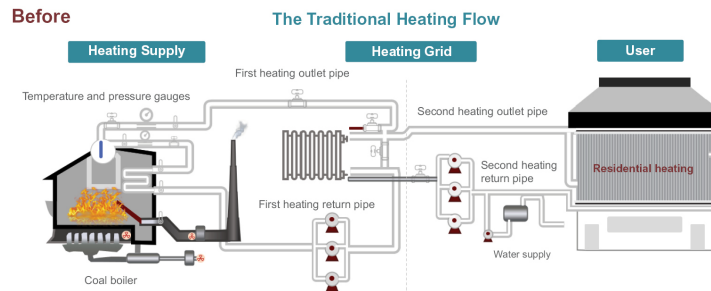 Before
The Traditional Heating Flow
Heating Supply
Heating Grid
User
First heating outlet pipe
Temperature and pressure gauges
Second heating outlet pipe
Second heating
return pipe
Residential heating
First heating return pipe
Water supply
Coal boiler